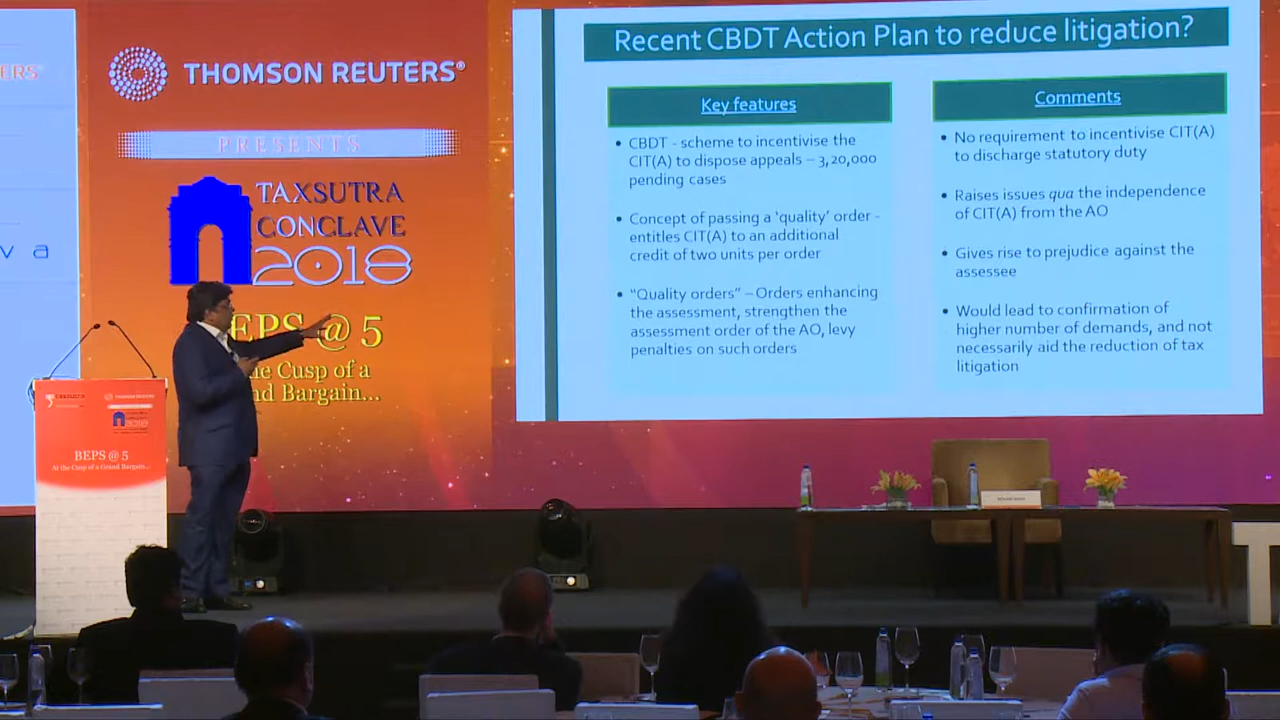 ERS®
v a
THOMSON REUTERS®
PRESENTS
TAXSUTRA
CONCLAVE
2018
BEPS @ 5
Cusp of a
Bargain...
Recent CBDT Action Plan to reduce litigation?
Key features
• CBDT - scheme to incentivise the
CIT(A) to dispose appeals – 3,20,000
pending cases
• Concept of passing a ‘quality’ order -
entitles CIT(A) to an additional
credit of two units per order
• “Quality orders” – Orders enhancing
the assessment, strengthen the
assessment order of the AO, levy
penalties on such orders
Comments
• No requirement to incentivise CIT(A)
to discharge statutory duty
• Raises issues qua the independence
of CIT(A) from the AO
• Gives rise to prejudice against the
assessee
• Would lead to confirmation of
higher number of demands, and not
necessarily aid the reduction of tax
litigation
2018
BEPS @ 5
At the Cusp of a Grand Bargain...
T